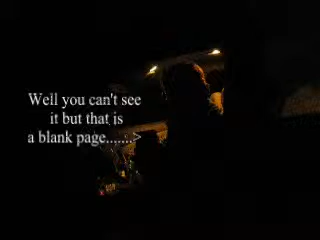 Well you can't see
it but that is
a blank page.......>